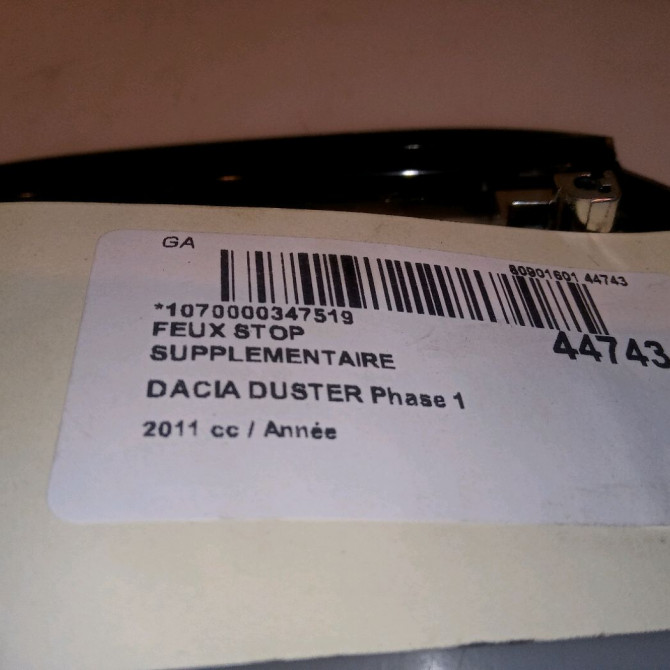 GA
80901601 44743
*1070000347519
FEUX STOP
SUPPLEMENTAIRE
44743
DACIA DUSTER Phase 1
2011 cc / Année